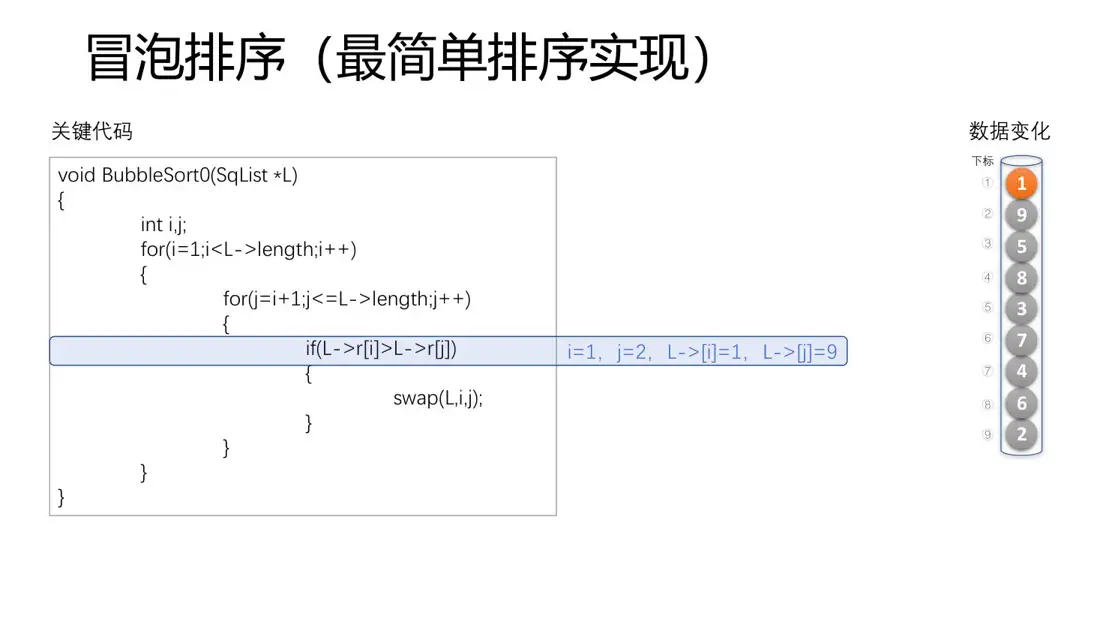 冒泡排序（最简单排序实现）
关键代码
void BubbleSort0(SqList *L)
{
int i,j;
for(i=1;i<L->length;i++)
{
for(j=i+1;j<=L->length;j++)
{
if(L->r[i]>L->r[j])
i=1, j=2, L->[i]=1, L->[j]=9
{
swap(L,i,j);
}
}
}
}
数据变化
下标
① 1
② 9
③ 5
④ 8
⑤ 3
⑥ 7
⑦ 4
⑧ 6
⑨ 2